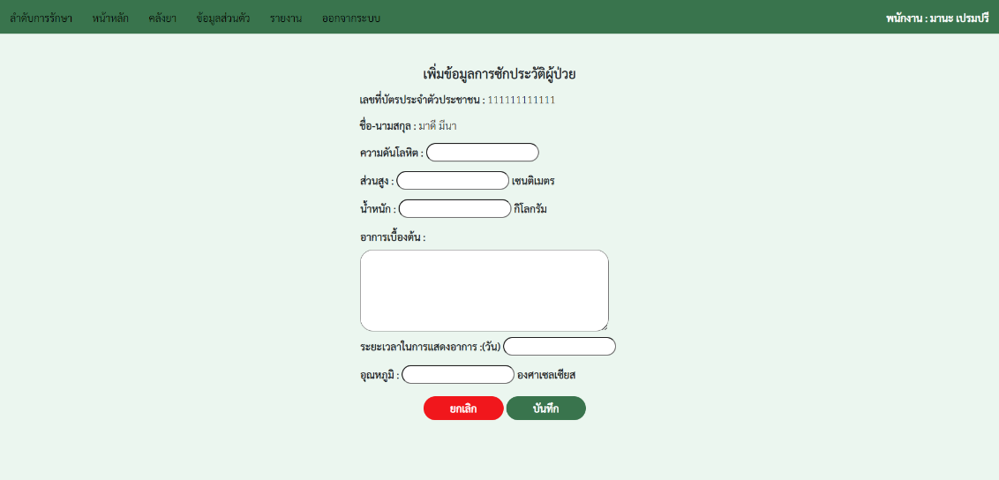 ลำดับการรักษา หน้าหลัก คลังยา ข้อมูลส่วนตัว รายงาน ออกจากระบบ พนักงาน : มานะ เปรมปรี
เพิ่มข้อมูลการซักประวัติผู้ป่วย
เลขที่บัตรประจำตัวประชาชน : 111111111111
ชื่อ-นามสกุล : มาดี มีนา
ความดันโลหิต :
ส่วนสูง : เซนติเมตร
น้ำหนัก : กิโลกรัม
อาการเบื้องต้น :
ระยะเวลาในการแสดงอาการ :(วัน)
อุณหภูมิ : องศาเซลเซียส
ยกเลิก บันทึก